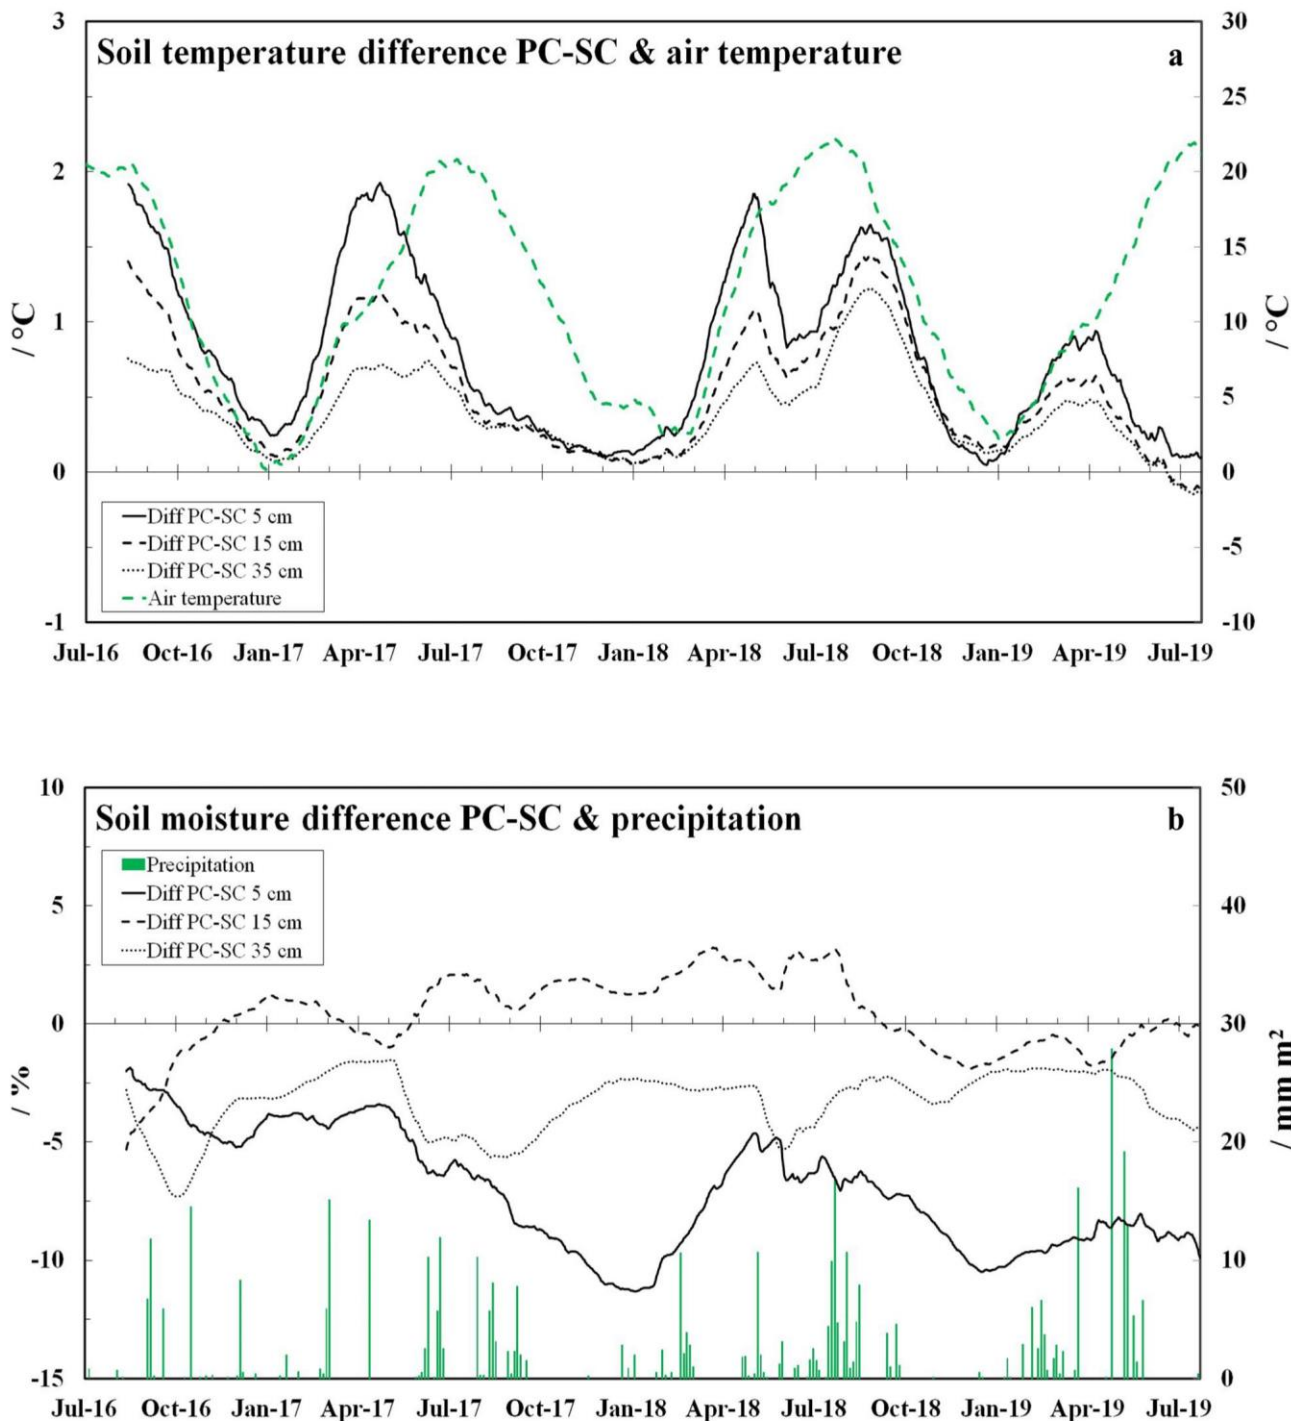 Soil temperature difference PC-SC & air temperature
a
3
2
1
0
-1
/ °C
30
25
20
15
10
5
0
-5
-10
/ °C
Diff PC-SC 5 cm
Diff PC-SC 15 cm
Diff PC-SC 35 cm
Air temperature
Jul-16 Oct-16 Jan-17 Apr-17 Jul-17 Oct-17 Jan-18 Apr-18 Jul-18 Oct-18 Jan-19 Apr-19 Jul-19
Soil moisture difference PC-SC & precipitation
b
10
5
0
-5
-10
-15
/ %
50
40
30
20
10
0
/ mm m²
Precipitation
Diff PC-SC 5 cm
Diff PC-SC 15 cm
Diff PC-SC 35 cm
Jul-16 Oct-16 Jan-17 Apr-17 Jul-17 Oct-17 Jan-18 Apr-18 Jul-18 Oct-18 Jan-19 Apr-19 Jul-19